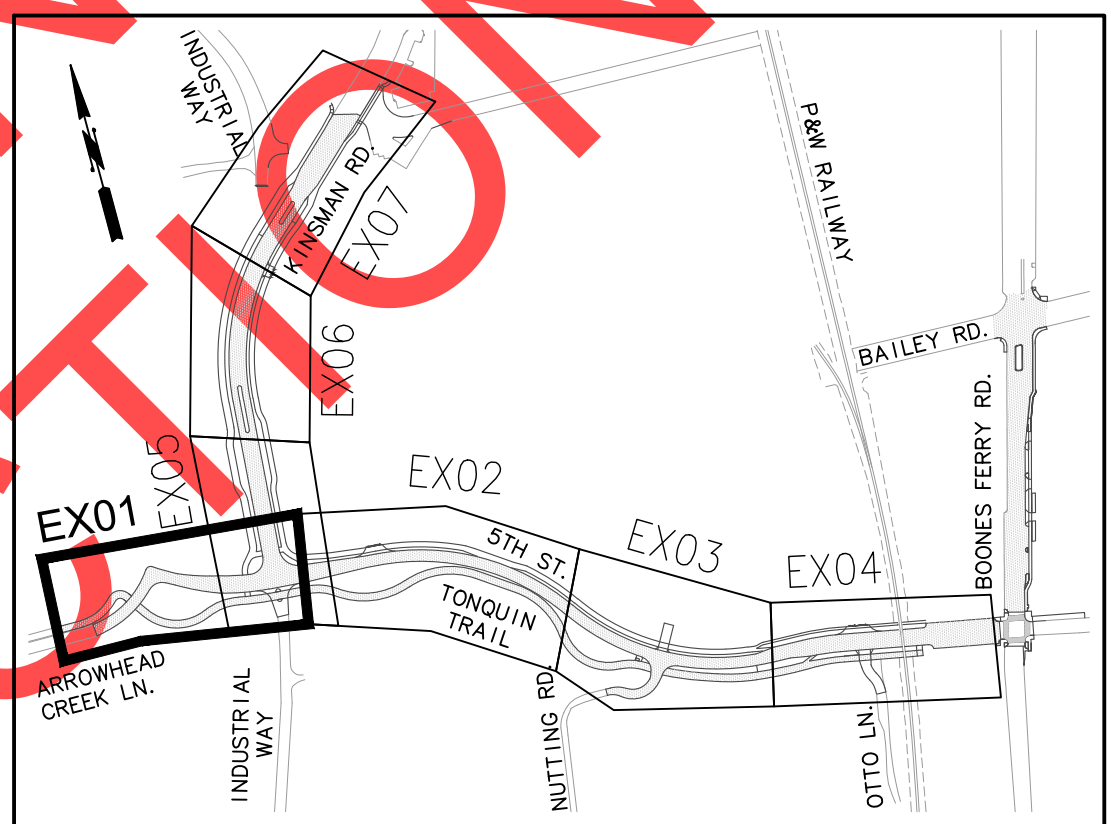 INDUSTRIAL
WAY
KINSMAN RD.
EX07
P&W RAILWAY
BAILEY RD.
BOONES FERRY RD.
EX06
EX05
EX01
EX02
5TH ST.
EX03
EX04
TONQUIN
TRAIL
ARROWHEAD
CREEK LN.
INDUSTRIAL
WAY
NUTTING RD.
OTTO LN.